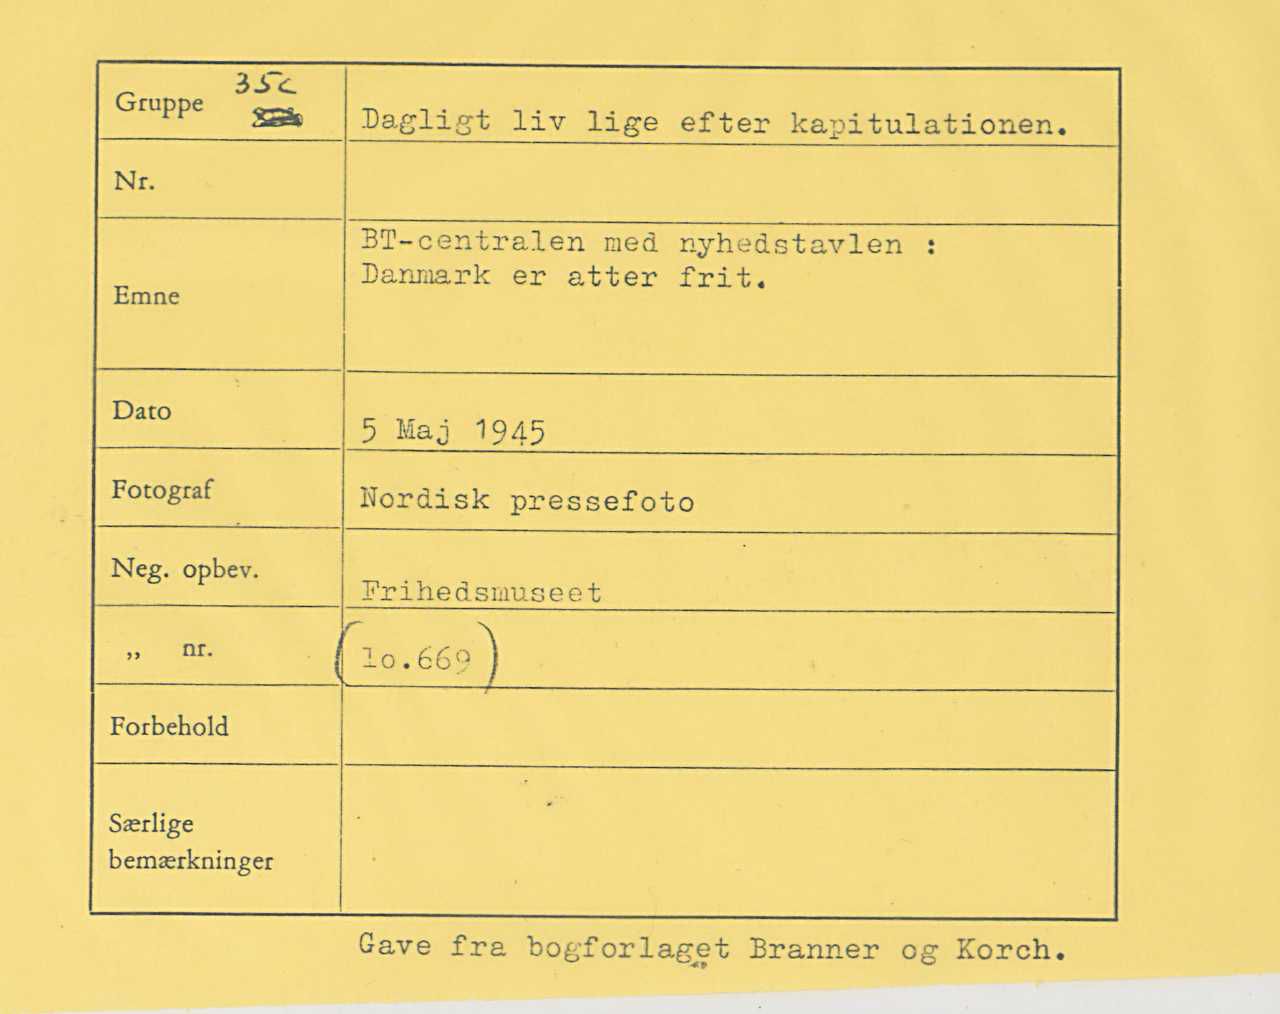 Gruppe 35c Dagligt liv lige efter kapitulationen.
Nr.
Emne BT-centralen med nyhedstavlen :
Danmark er atter frit.
Dato 5 Maj 1945
Fotograf Nordisk pressefoto
Neg. opbev. Frihedsmuseet
„ nr. (lo.669)
Forbehold
Særlige
bemærkninger
Gave fra bogforlaget Branner og Korch.